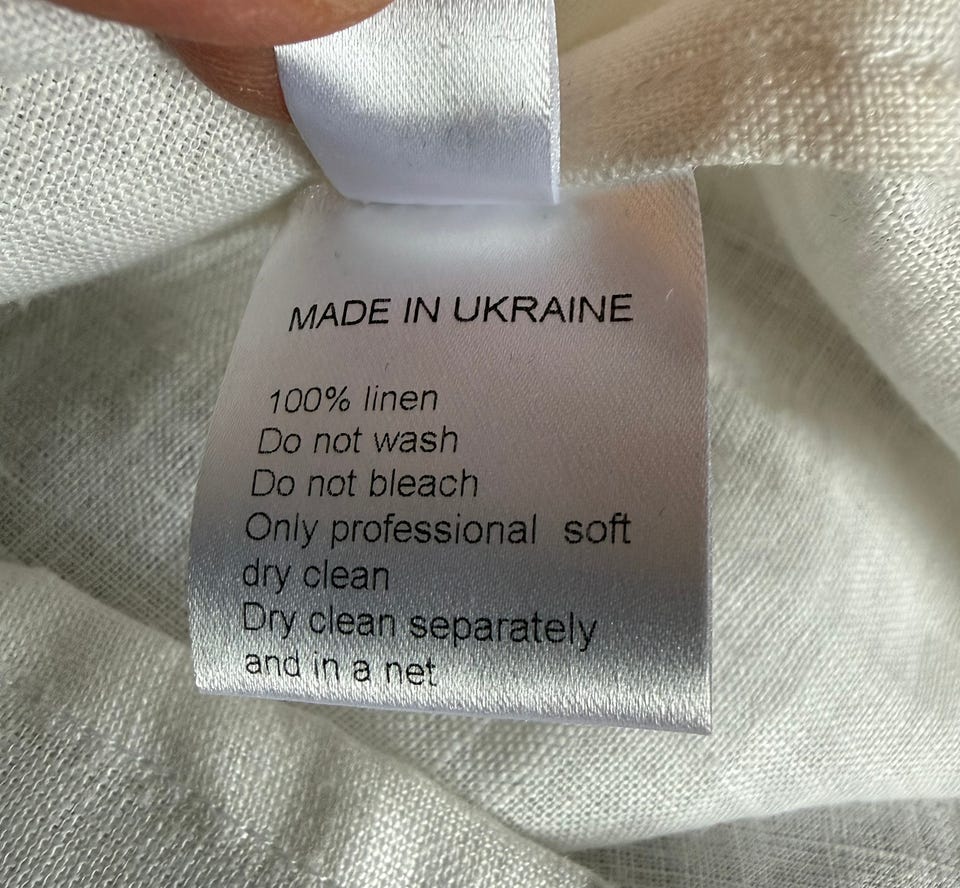 MADE IN UKRAINE
100% linen
Do not wash
Do not bleach
Only professional soft
dry clean
Dry clean separately
and in a net